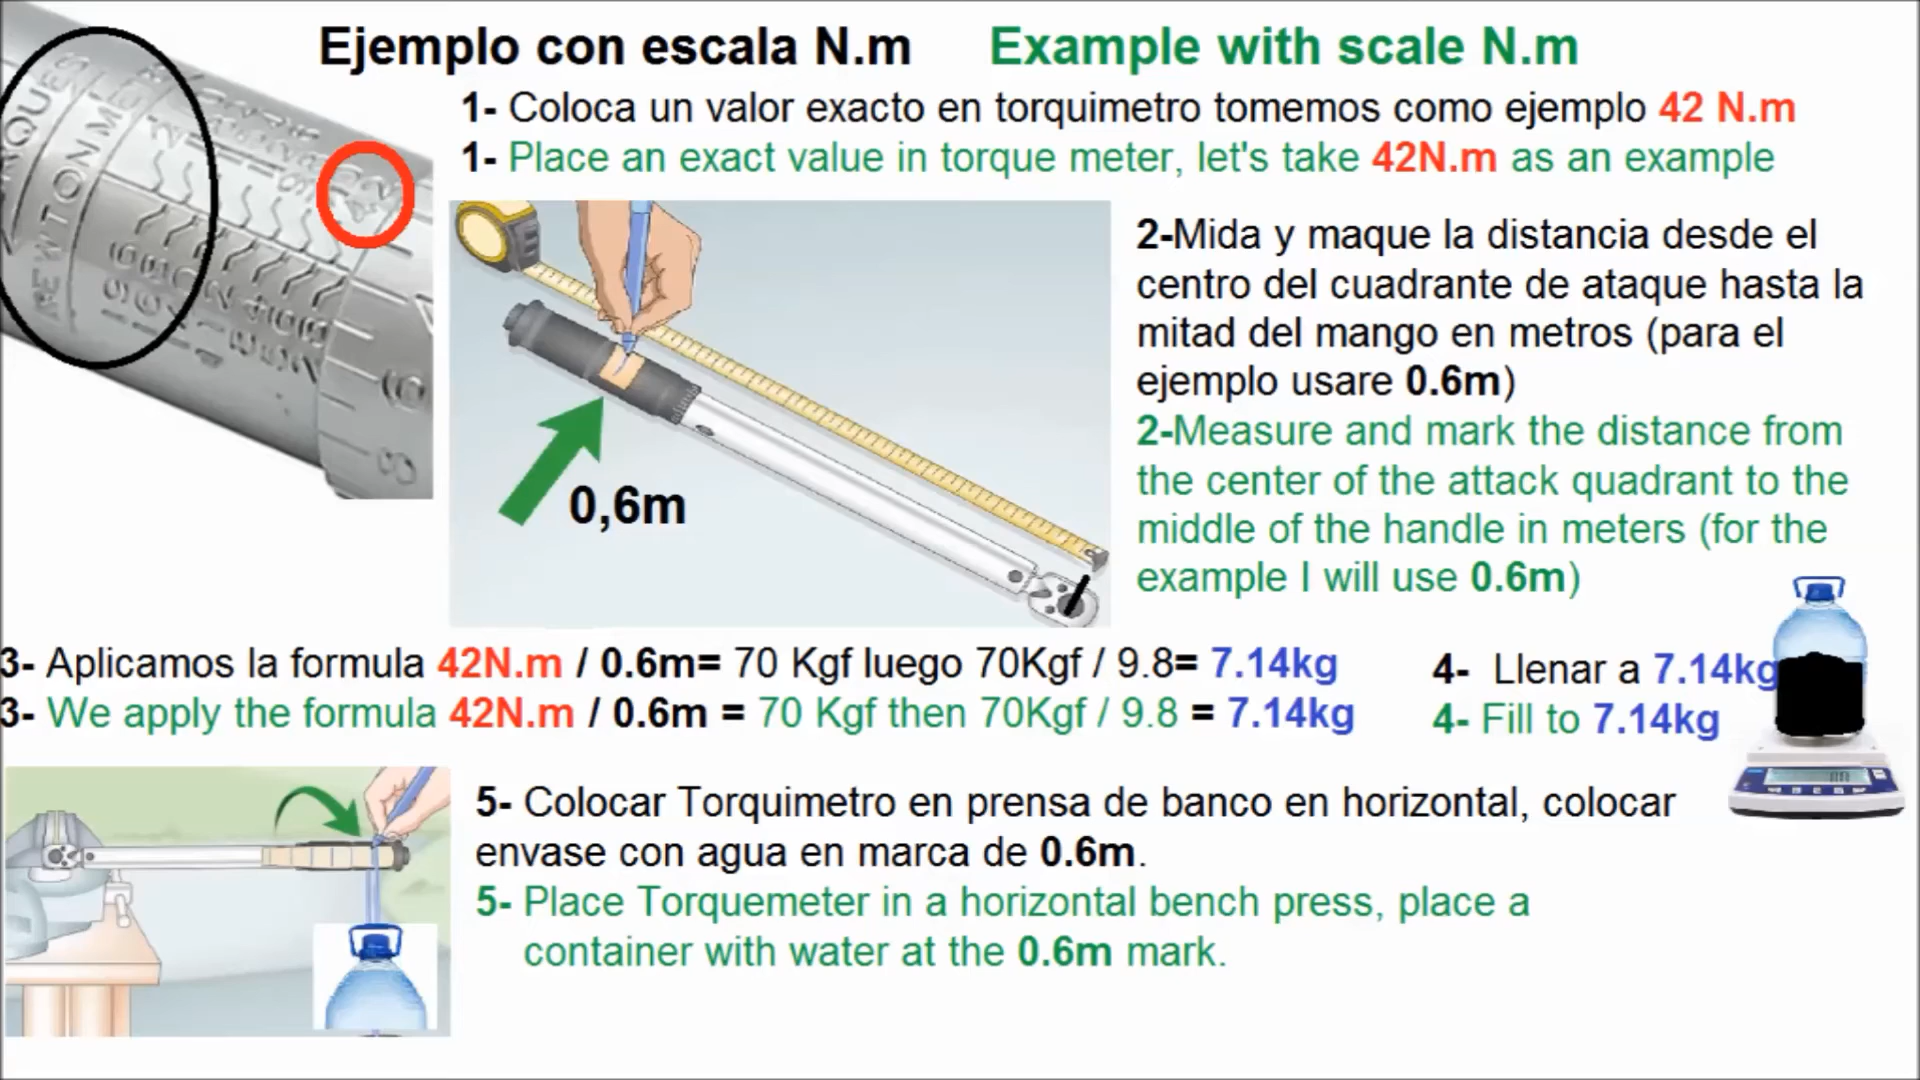 Ejemplo con escala N.m Example with scale N.m
1- Coloca un valor exacto en torquimetro tomemos como ejemplo 42 N.m
1- Place an exact value in torque meter, let's take 42N.m as an example
42
2-Mida y maque la distancia desde el
centro del cuadrante de ataque hasta la
mitad del mango en metros (para el
ejemplo usare 0.6m)
2-Measure and mark the distance from
the center of the attack quadrant to the
middle of the handle in meters (for the
example I will use 0.6m)
0,6m
3- Aplicamos la formula 42N.m / 0.6m= 70 Kgf luego 70Kgf / 9.8= 7.14kg
3- We apply the formula 42N.m / 0.6m = 70 Kgf then 70Kgf / 9.8 = 7.14kg
4- Llenar a 7.14kg
4- Fill to 7.14kg
5- Colocar Torquimetro en prensa de banco en horizontal, colocar
envase con agua en marca de 0.6m.
5- Place Torquemeter in a horizontal bench press, place a
container with water at the 0.6m mark.